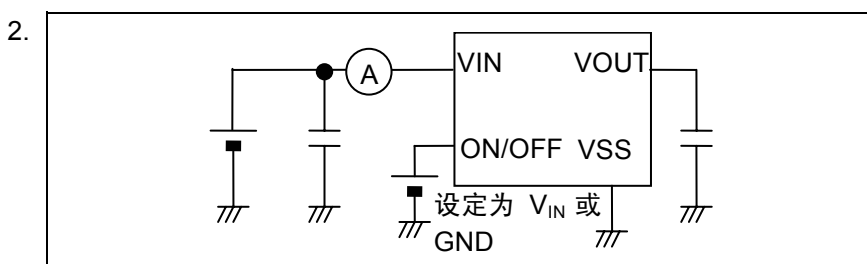 2.
A
VIN VOUT
ON/OFF VSS
设定为 VIN 或
GND